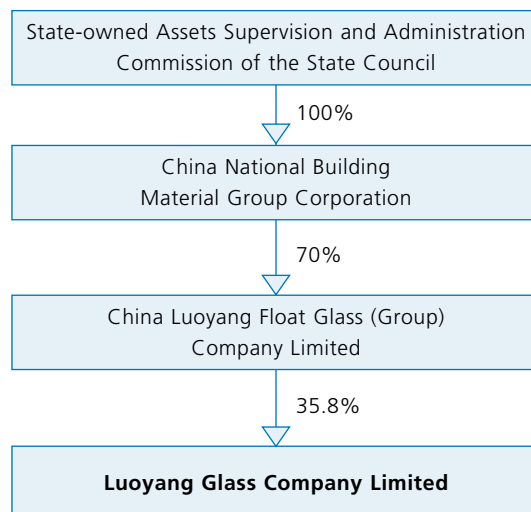 State-owned Assets Supervision and Administration
Commission of the State Council
100%
China National Building
Material Group Corporation
70%
China Luoyang Float Glass (Group)
Company Limited
35.8%
Luoyang Glass Company Limited